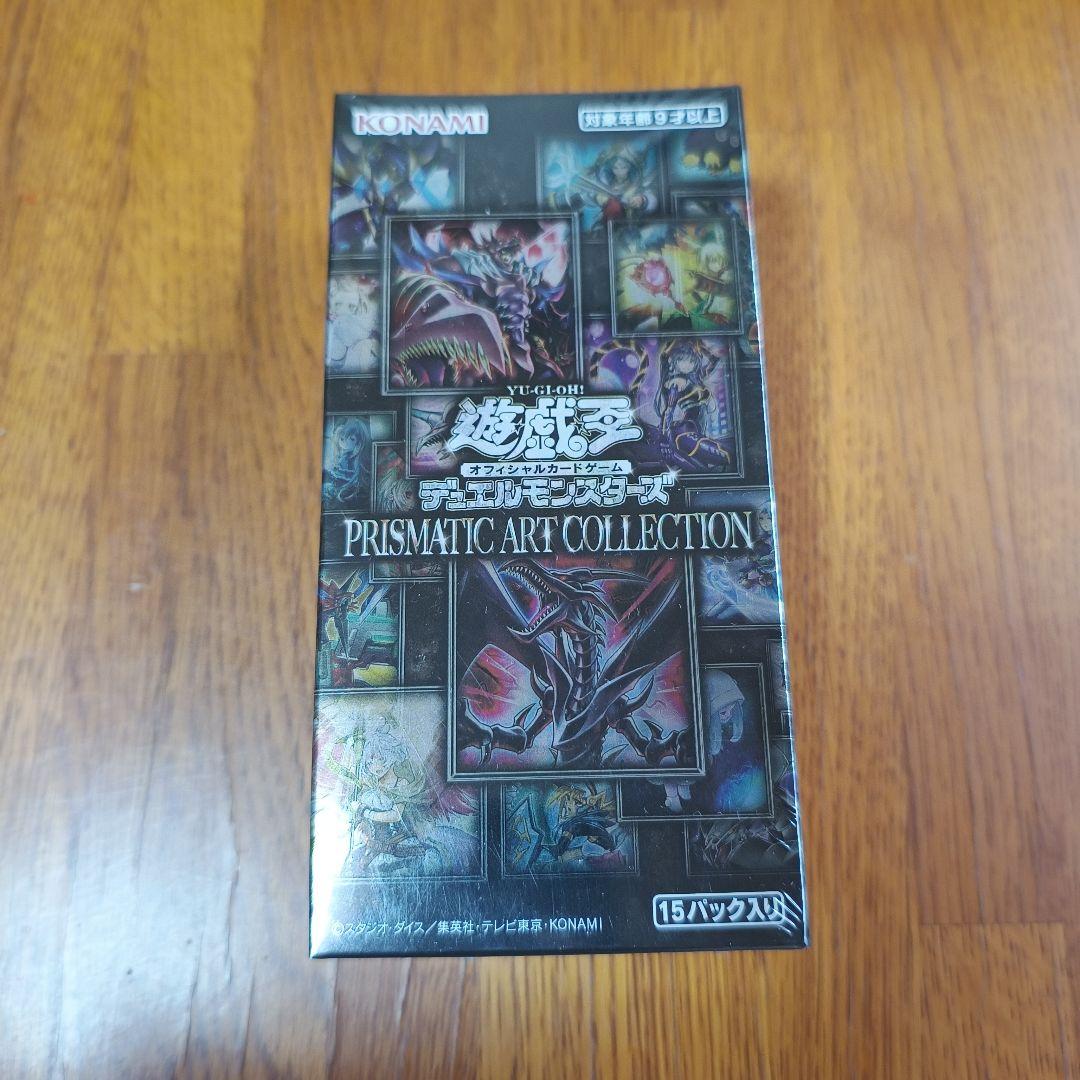 KONAMI
対象年齢9才以上
YU-GI-OH!
遊戯王
オフィシャルカードゲーム
デュエルモンスターズ
PRISMATIC ART COLLECTION
15パック入り
©スタジオ・ダイス/集英社・テレビ東京・KONAMI